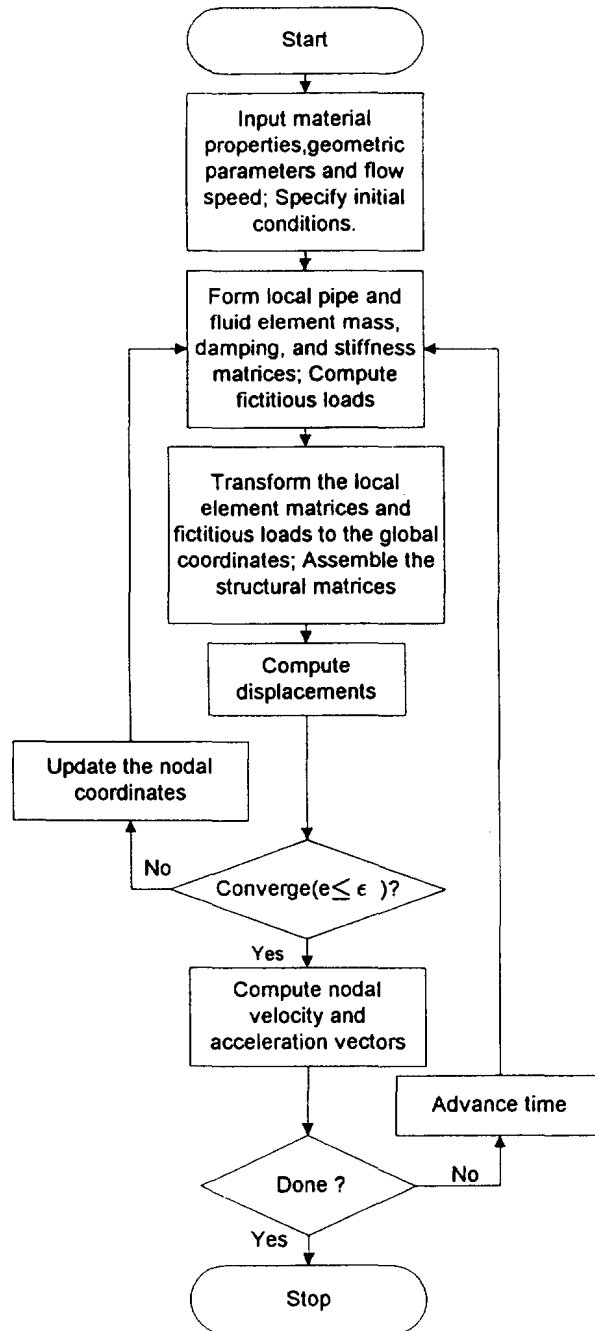 Start
Input material
properties,geometric
parameters and flow
speed; Specify initial
conditions.
Form local pipe and
fluid element mass,
damping, and stiffness
matrices; Compute
fictitious loads
Transform the local
element matrices and
fictitious loads to the global
coordinates; Assemble the
structural matrices
Compute
displacements
Update the nodal
coordinates
No
Converge(e≤ ϵ )?
Yes
Compute nodal
velocity and
acceleration vectors
Advance time
Done ?
No
Yes
Stop